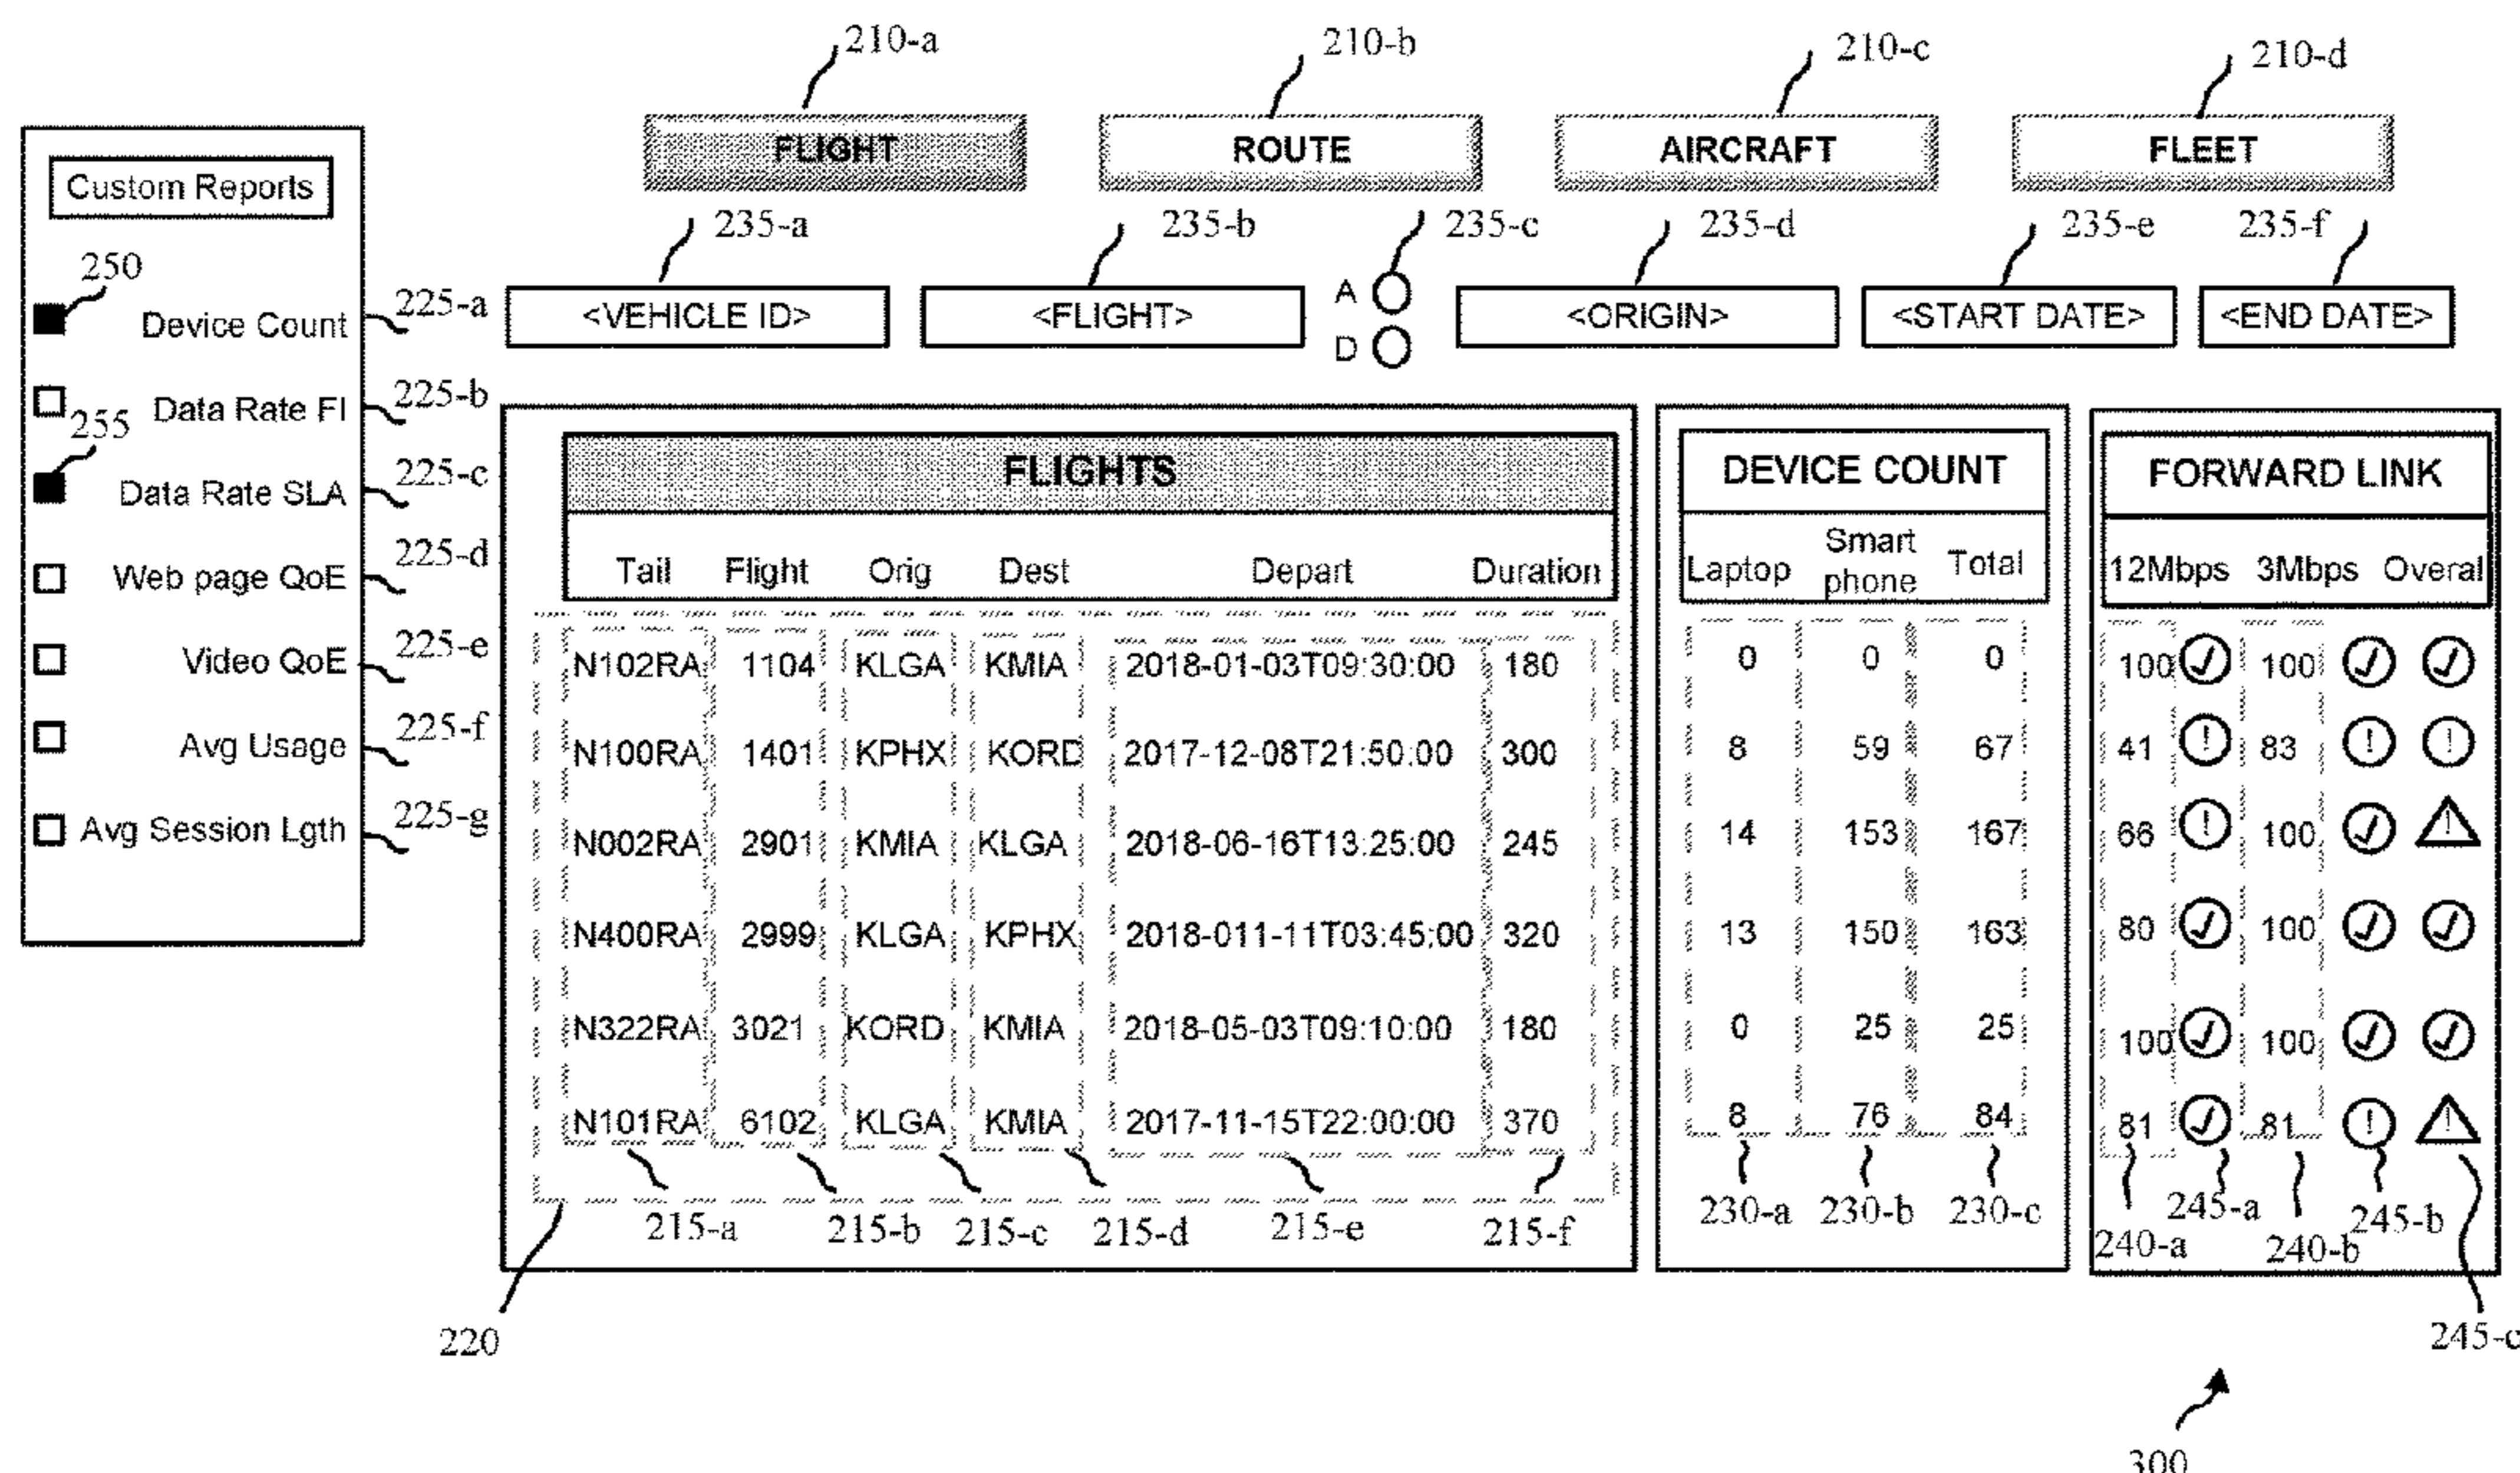 210-a 210-b 210-c 210-d
FLIGHT ROUTE AIRCRAFT FLEET
Custom Reports
235-a 235-b 235-c 235-d 235-e 235-f
250
Device Count 225-a
<VEHICLE ID> <FLIGHT> A <ORIGIN> <START DATE> <END DATE>
D
Data Rate Fl 225-b
255
Data Rate SLA 225-c
Web page QoE 225-d
Video QoE 225-e
Avg Usage 225-f
Avg Session Lgth 225-g
FLIGHTS
Tail Flight Orig Dest Depart Duration
N102RA 1104 KLGA KMIA 2018-01-03T09:30:00 180
N100RA 1401 KPHX KORD 2017-12-08T21:50:00 300
N002RA 2901 KMIA KLGA 2018-06-16T13:25:00 245
N400RA 2999 KLGA KPHX 2018-011-11T03:45:00 320
N322RA 3021 KORD KMIA 2018-05-03T09:10:00 180
N101RA 6102 KLGA KMIA 2017-11-15T22:00:00 370
215-a 215-b 215-c 215-d 215-e 215-f
220
DEVICE COUNT
Laptop Smart phone Total
0 0 0
8 59 67
14 153 167
13 150 163
0 25 25
8 76 84
230-a 230-b 230-c
FORWARD LINK
12Mbps 3Mbps Overal
100 100
41 ! 83 ! !
66 ! 100 !
80 100
100 100
81 81 ! !
245-a 245-b
240-a 240-b
245-c
300